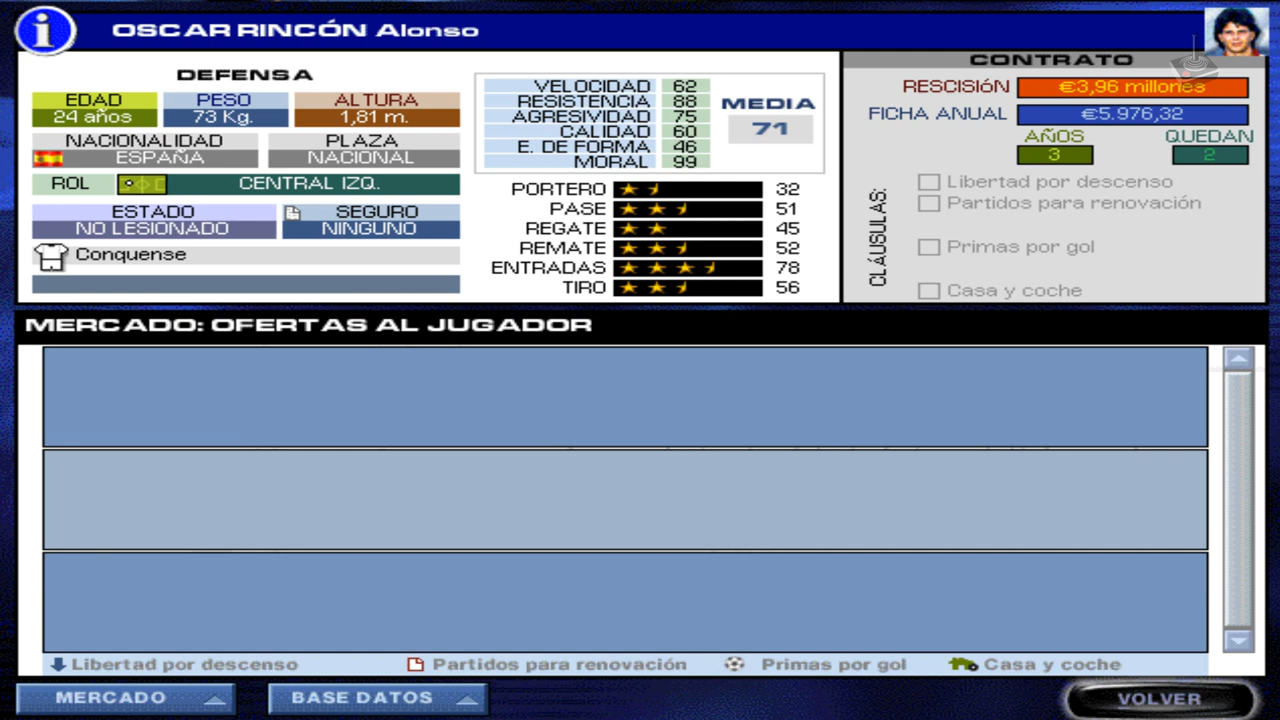 OSCAR RINCÓN Alonso
DEFENSA
EDAD
24 años
PESO
73 Kg.
ALTURA
1,81 m.
NACIONALIDAD
ESPAÑA
PLAZA
NACIONAL
ROL
CENTRAL IZQ.
ESTADO
NO LESIONADO
SEGURO
NINGUNO
Conquense
VELOCIDAD 62
RESISTENCIA 88
AGRESIVIDAD 75
CALIDAD 60
E. DE FORMA 46
MORAL 99
MEDIA
71
PORTERO 32
PASE 51
REGATE 45
REMATE 52
ENTRADAS 78
TIRO 56
CONTRATO
RESCISIÓN €3,96 millones
FICHA ANUAL €5.976,32
AÑOS
3
QUEDAN
2
CLÁUSULAS:
Libertad por descenso
Partidos para renovación
Primas por gol
Casa y coche
MERCADO: OFERTAS AL JUGADOR
Libertad por descenso Partidos para renovación Primas por gol Casa y coche
MERCADO BASE DATOS VOLVER